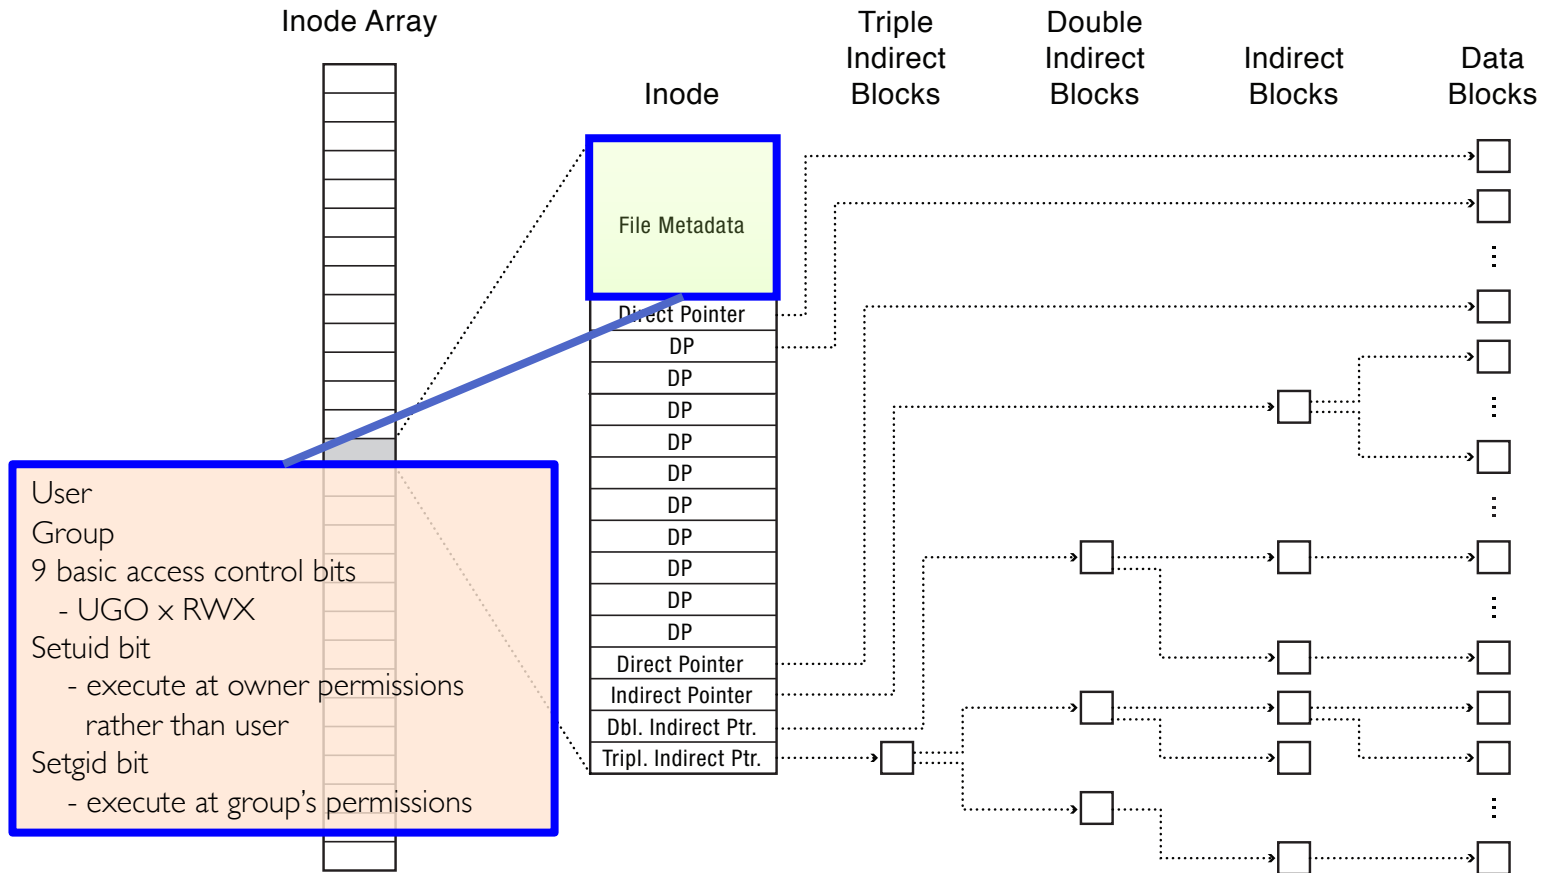 Inode Array
Inode
Triple
Indirect
Blocks
Double
Indirect
Blocks
Indirect
Blocks
Data
Blocks
File Metadata
Direct Pointer
DP
DP
DP
DP
DP
DP
DP
DP
DP
DP
Direct Pointer
Indirect Pointer
Dbl. Indirect Ptr.
Tripl. Indirect Ptr.
User
Group
9 basic access control bits
- UGO x RWX
Setuid bit
- execute at owner permissions
rather than user
Setgid bit
- execute at group’s permissions